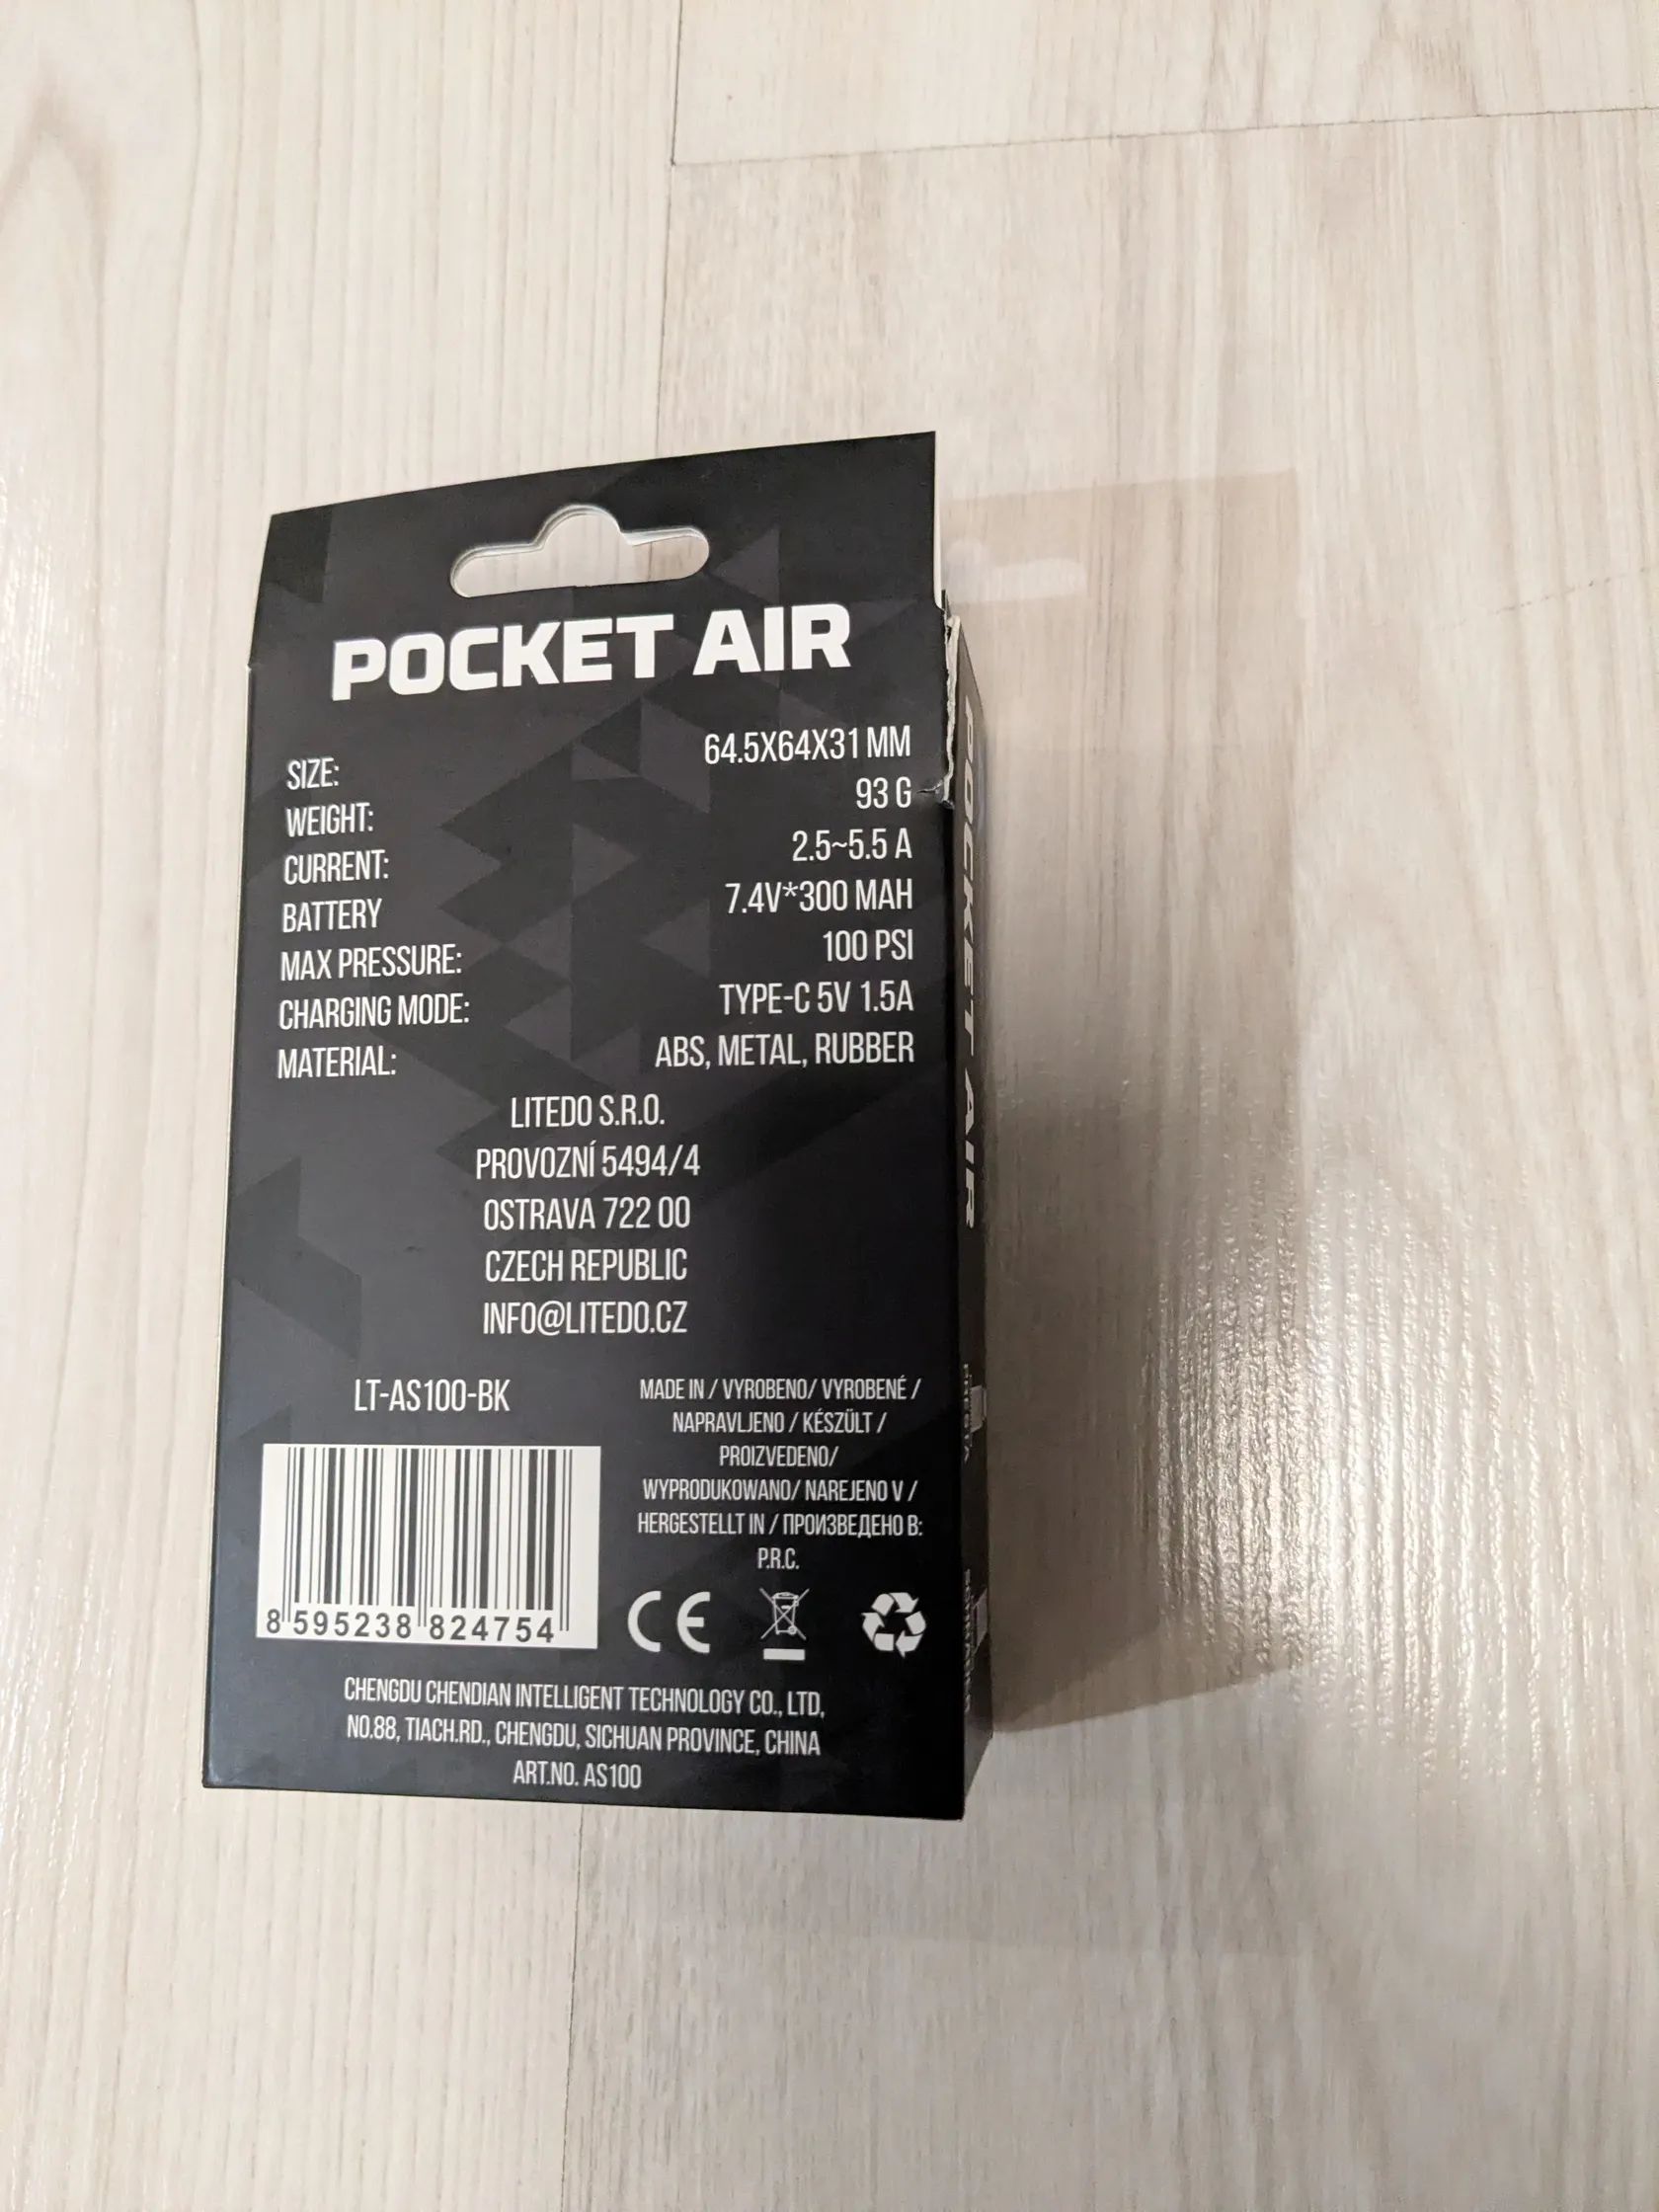 POCKET AIR
SIZE: 64.5X64X31 MM
WEIGHT: 93 G
CURRENT: 2.5~5.5 A
BATTERY 7.4V*300 MAH
MAX PRESSURE: 100 PSI
CHARGING MODE: TYPE-C 5V 1.5A
MATERIAL: ABS, METAL, RUBBER
LITEDO S.R.O.
PROVOZNÍ 5494/4
OSTRAVA 722 00
CZECH REPUBLIC
INFO@LITEDO.CZ
LT-AS100-BK
8 595238 824754
MADE IN / VYROBENO/ VYROBENÉ /
NAPRAVLJENO / KÉSZÜLT /
PROIZVEDENO/
WYPRODUKOWANO/ NAREJENO V /
HERGESTELLT IN / ПРОИЗВЕДЕНО В:
P.R.C.
CE
CHENGDU CHENDIAN INTELLIGENT TECHNOLOGY CO., LTD,
NO.88, TIACH.RD., CHENGDU, SICHUAN PROVINCE, CHINA
ART.NO. AS100
POCKET AIR
PRESTA